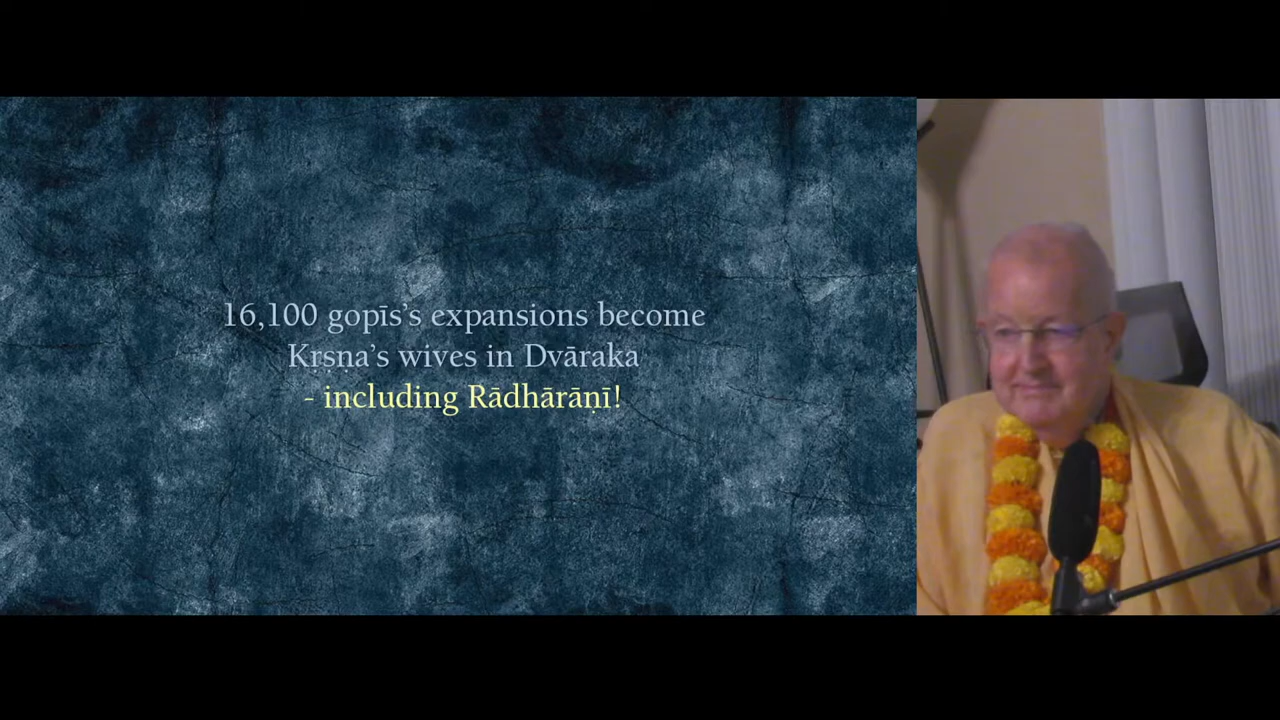 16,100 gopīs’s expansions become
Kṛṣṇa’s wives in Dvāraka
- including Rādhārāṇī!